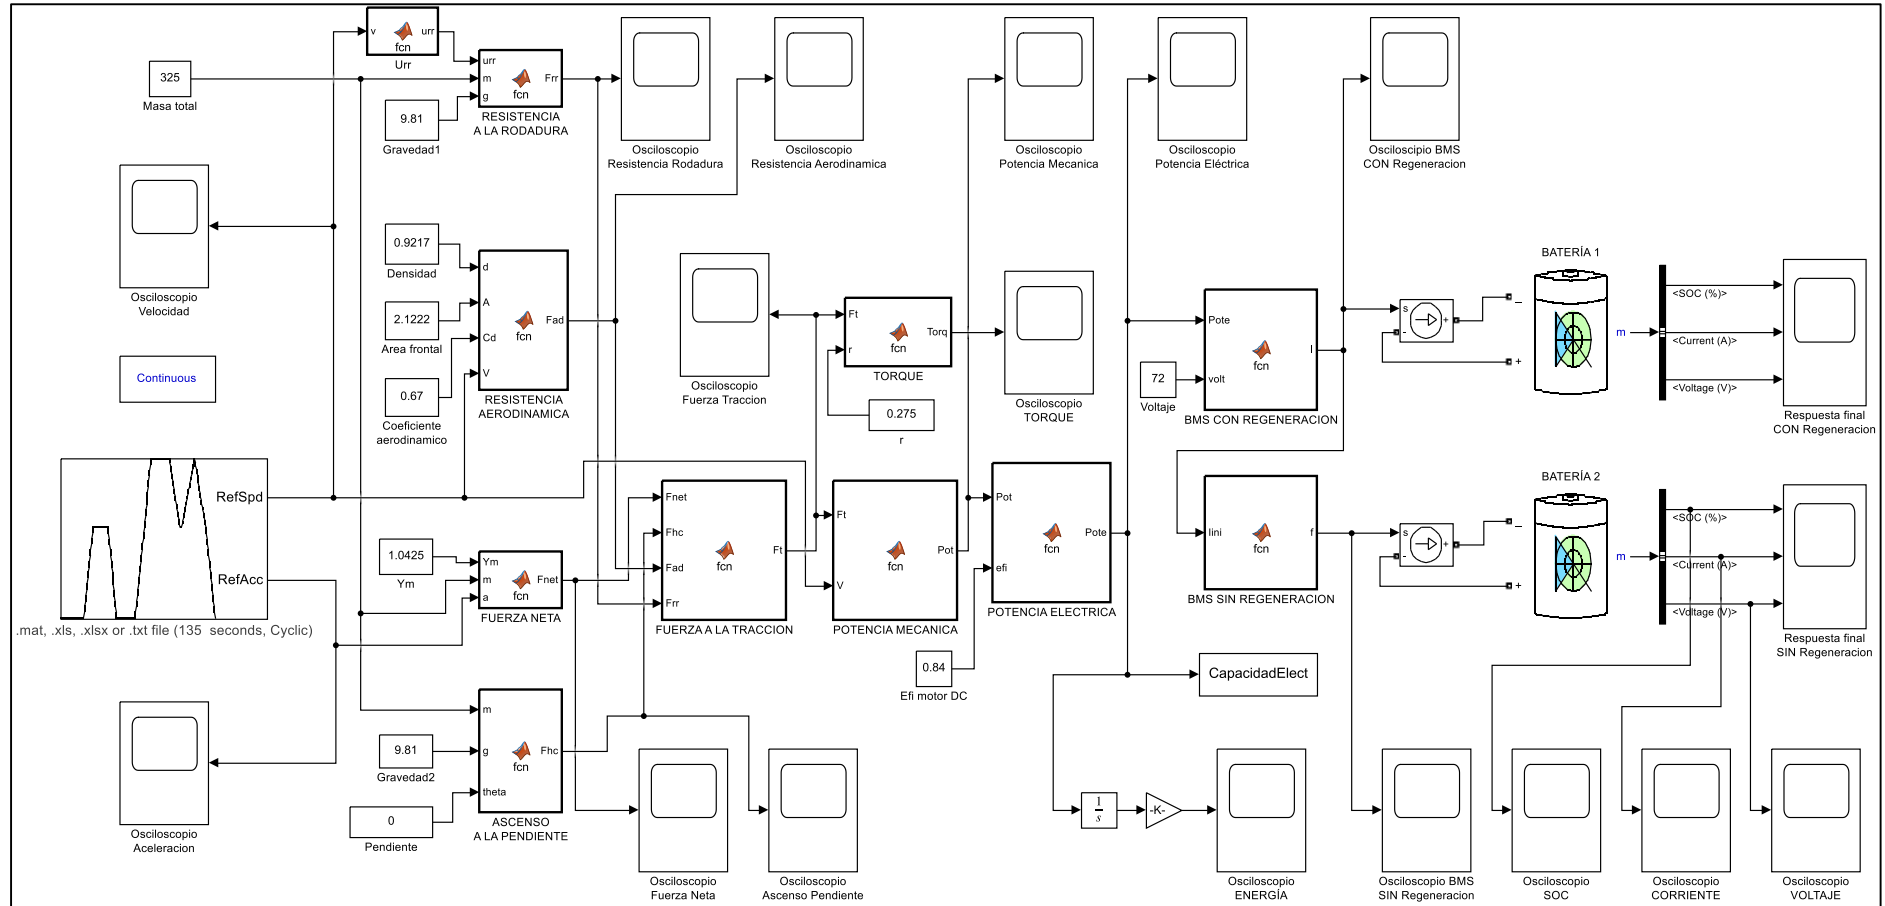 v
urr
fcn
Urr
325
Masa total
urr
m
g
Frr
fcn
RESISTENCIA
A LA RODADURA
9.81
Gravedad1
Osciloscopio
Resistencia Rodadura
Osciloscopio
Resistencia Aerodinamica
Osciloscopio
Potencia Mecanica
Osciloscopio
Potencia Eléctrica
Osciloscipio BMS
CON Regeneracion
Osciloscopio
Velocidad
0.9217
Densidad
2.1222
Area frontal
0.67
Coeficiente
aerodinamico
d
A
Cd
V
Fad
fcn
RESISTENCIA
AERODINAMICA
Osciloscopio
Fuerza Traccion
Ft
r
Torq
fcn
TORQUE
0.275
r
Osciloscopio
TORQUE
Pote
volt
I
fcn
BMS CON REGENERACION
72
Voltaje
s
-
+
BATERÍA 1
_
+
m
<SOC (%)>
<Current (A)>
<Voltage (V)>
Respuesta final
CON Regeneracion
Continuous
RefSpd
RefAcc
.mat, .xls, .xlsx or .txt file (135 seconds, Cyclic)
1.0425
Ym
Ym
m
a
Fnet
fcn
FUERZA NETA
Fnet
Fhc
Fad
Frr
Ft
fcn
FUERZA A LA TRACCION
Ft
V
Pot
fcn
POTENCIA MECANICA
Pot
efi
Pote
fcn
POTENCIA ELECTRICA
0.84
Efi motor DC
Iini
f
fcn
BMS SIN REGENERACION
s
-
+
BATERÍA 2
_
+
m
<SOC (%)>
<Current (A)>
<Voltage (V)>
Respuesta final
SIN Regeneracion
CapacidadElect
Osciloscopio
Aceleracion
9.81
Gravedad2
0
Pendiente
m
g
theta
Fhc
fcn
ASCENSO
A LA PENDIENTE
Osciloscopio
Fuerza Neta
Osciloscopio
Ascenso Pendiente
1
s
-K-
Osciloscopio
ENERGÍA
Osciloscopio BMS
SIN Regeneracion
Osciloscopio
SOC
Osciloscopio
CORRIENTE
Osciloscopio
VOLTAJE